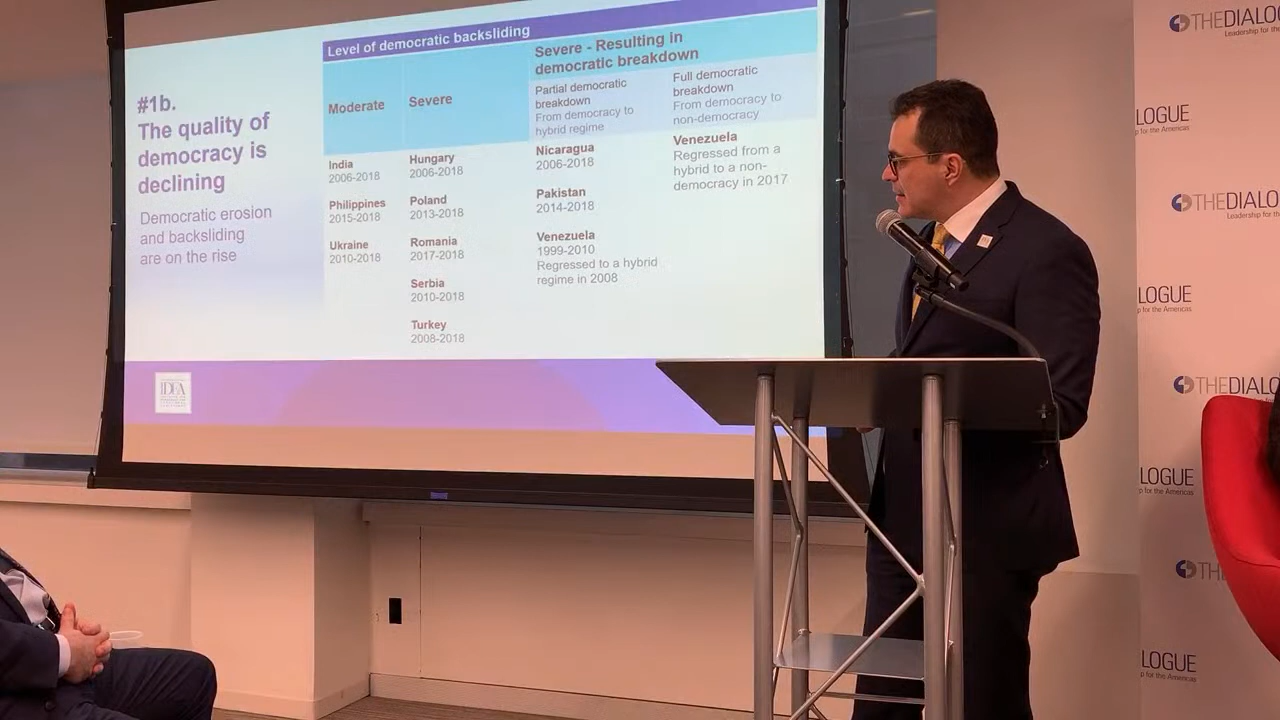 #1b.
The quality of
democracy is
declining
Democratic erosion
and backsliding
are on the rise
Level of democratic backsliding
Moderate
Severe
Severe - Resulting in
democratic breakdown
Partial democratic
breakdown
From democracy to
hybrid regime
Full democratic
breakdown
From democracy to
non-democracy
India
2006-2018
Philippines
2015-2018
Ukraine
2010-2018
Hungary
2006-2018
Poland
2013-2018
Romania
2017-2018
Serbia
2010-2018
Turkey
2008-2018
Nicaragua
2006-2018
Pakistan
2014-2018
Venezuela
1999-2010
Regressed to a hybrid
regime in 2008
Venezuela
Regressed from a
hybrid to a non-
democracy in 2017
IDEA
THEDIALOG
Leadership for the
LOGUE
p for the Americas
THEDIALO
Leadership for th
LOGUE
p for the Americas
THEDIALO
Leadership for the
LOGUE
p for the Americas
TH
LOGUE
p for the Americas